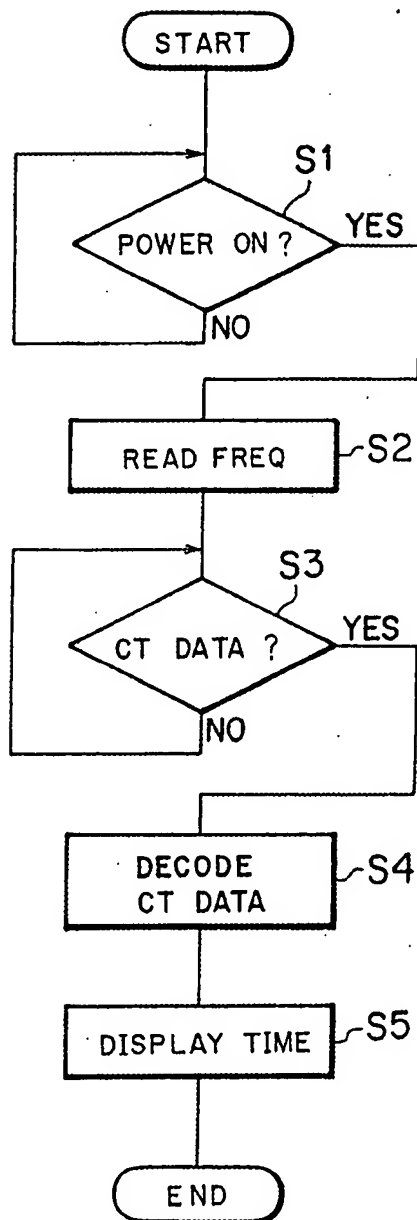 START
S1
POWER ON ?
YES
NO
READ FREQ
S2
S3
CT DATA ?
YES
NO
DECODE
CT DATA
S4
DISPLAY TIME
S5
END